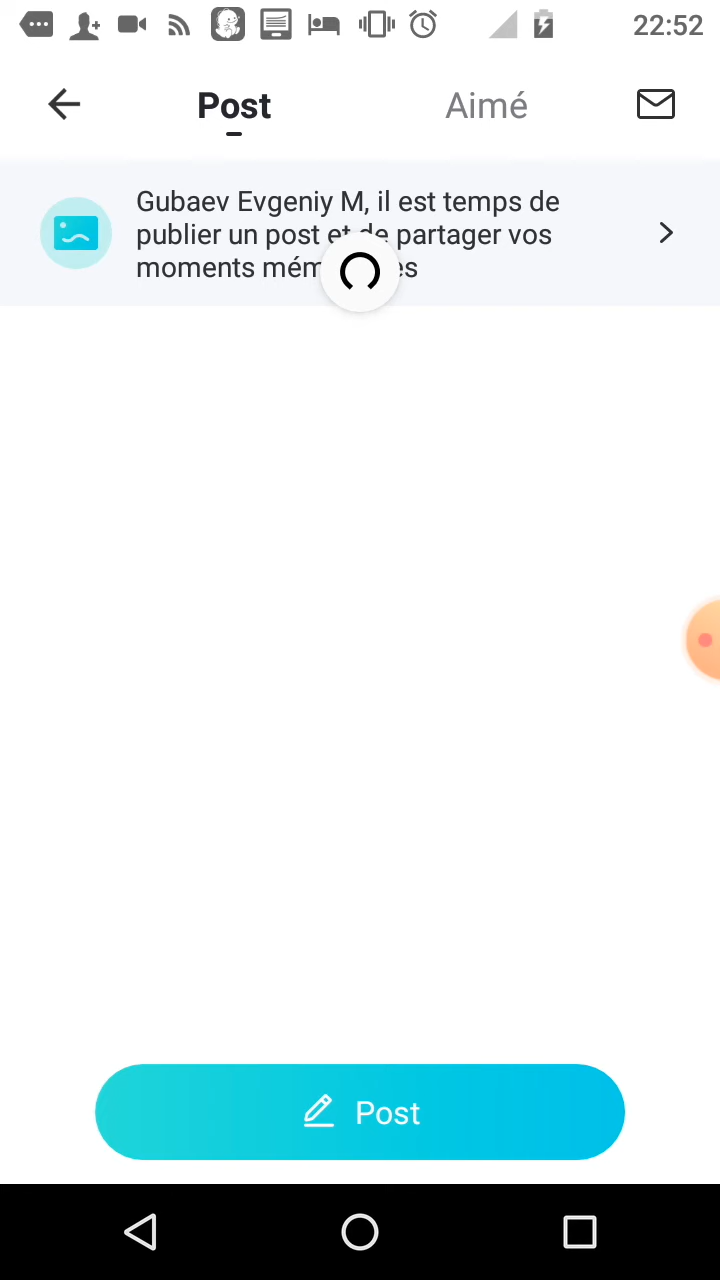 22:52
Post
Aimé
Gubaev Evgeniy M, il est temps de
publier un post et de partager vos
moments
Post